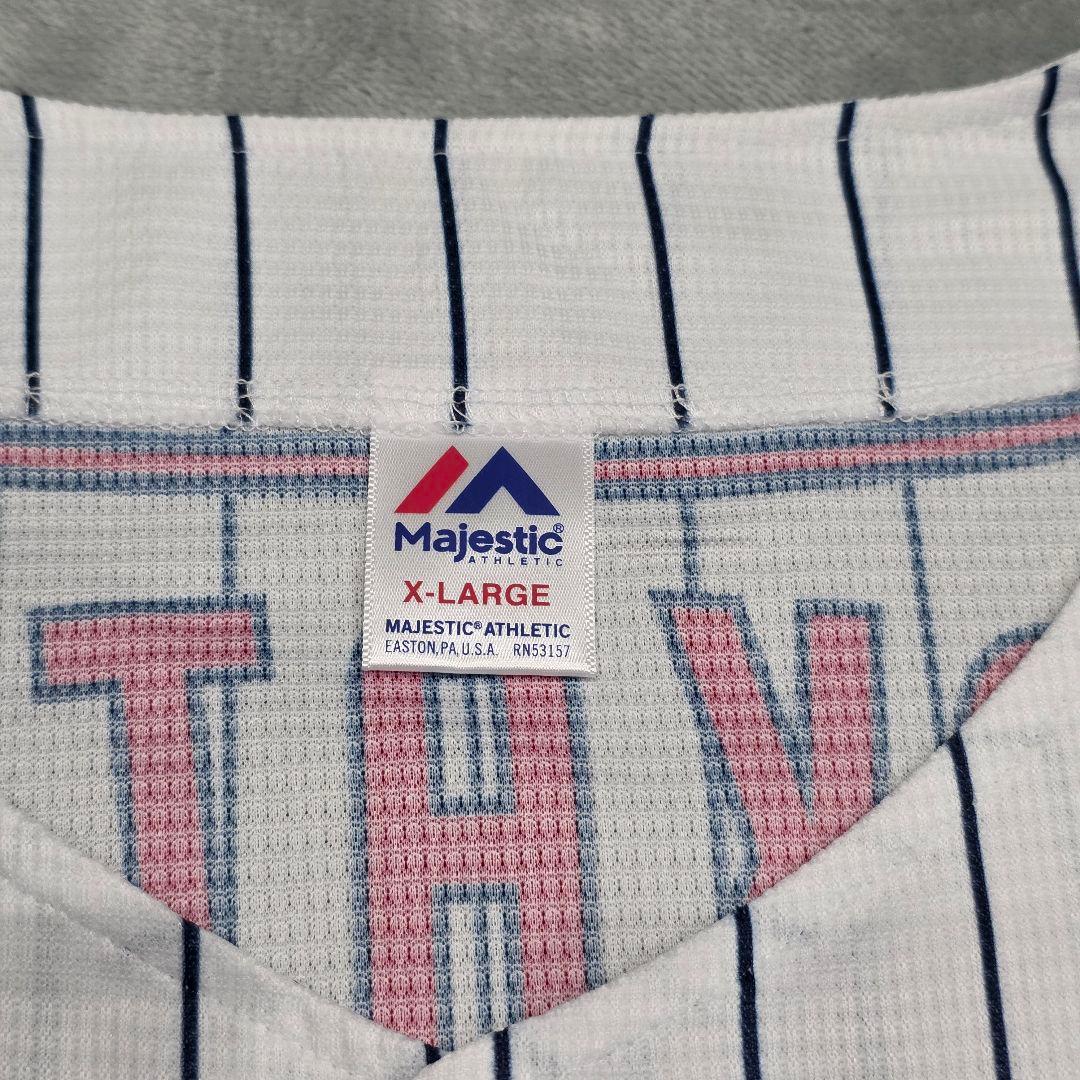 Majestic®
ATHLETIC
X-LARGE
MAJESTIC® ATHLETIC
EASTON, PA, U.S.A. RN53157